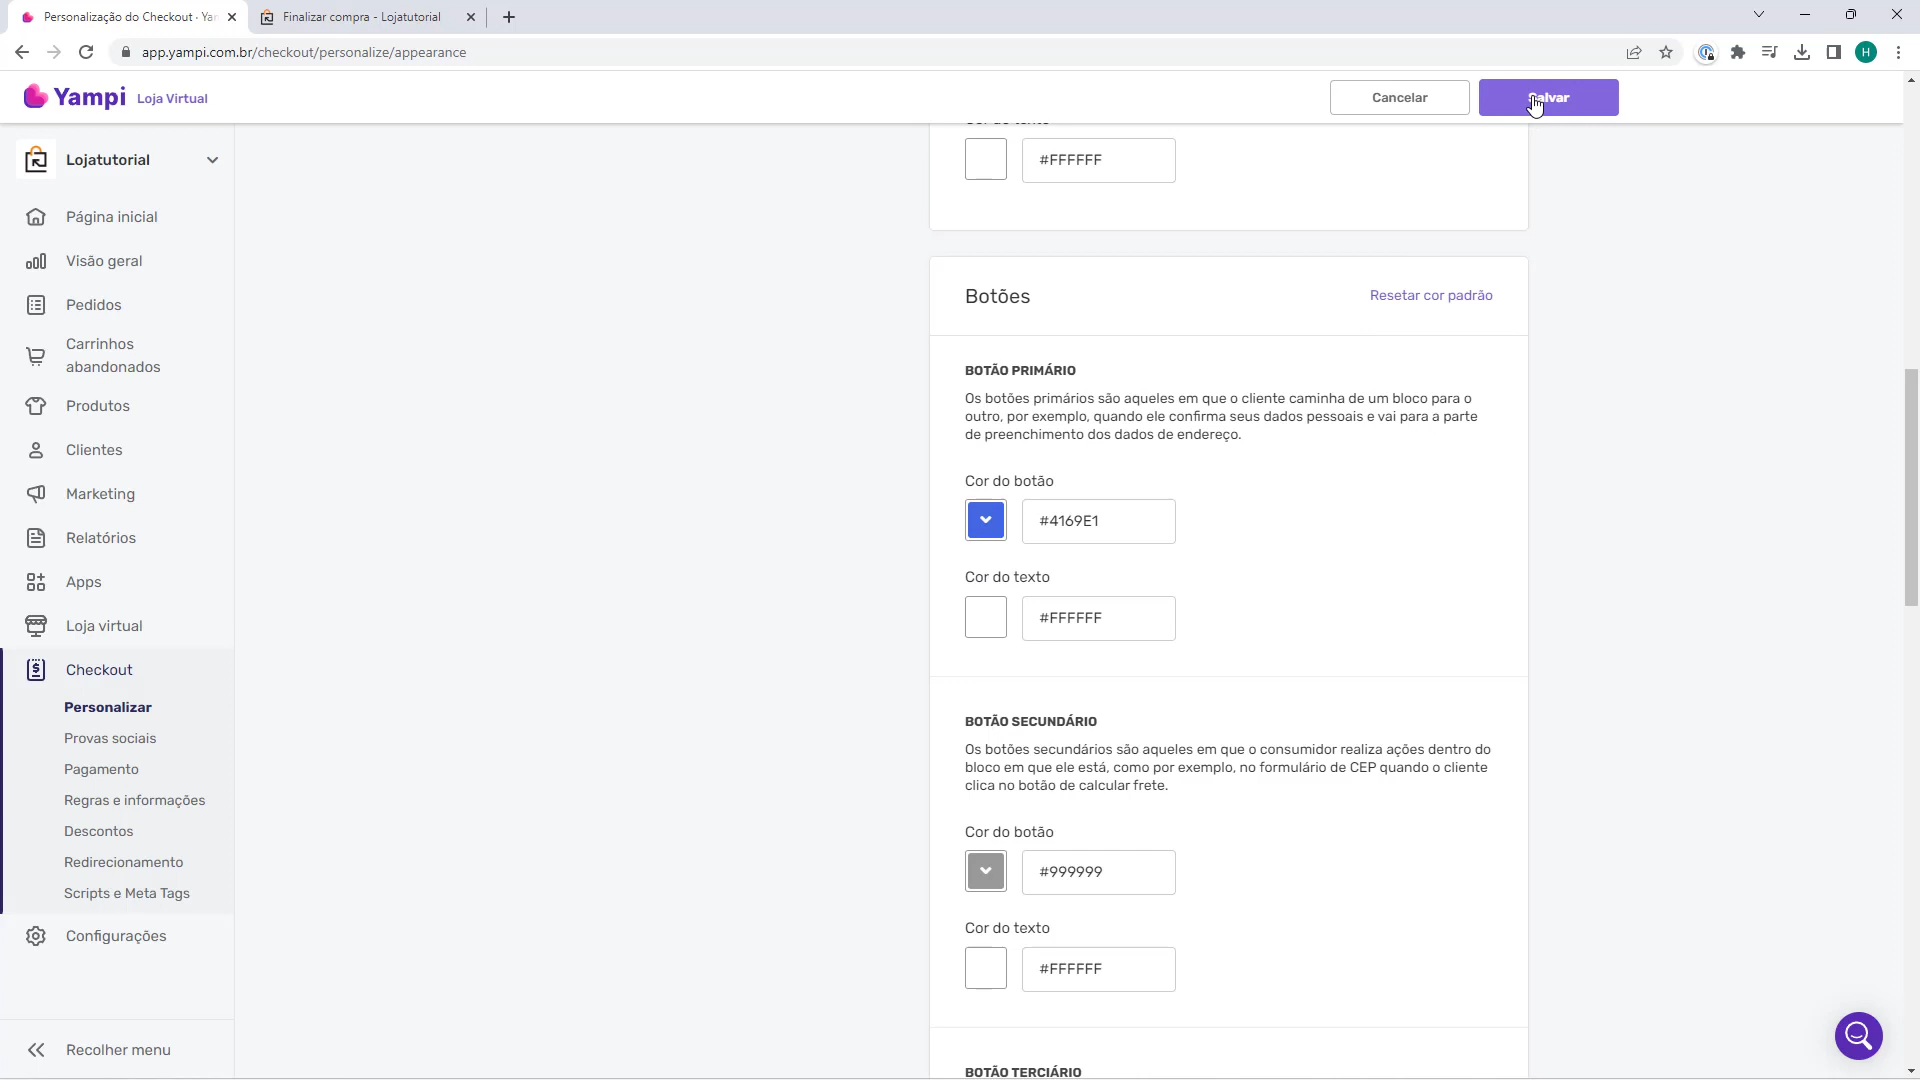 Personalização do Checkout · Yam
Finalizar compra - Lojatutorial
app.yampi.com.br/checkout/personalize/appearance
H
Yampi Loja Virtual
Cancelar
Salvar
Lojatutorial
Página inicial
Visão geral
Pedidos
Carrinhos
abandonados
Produtos
Clientes
Marketing
Relatórios
Apps
Loja virtual
Checkout
Personalizar
Provas sociais
Pagamento
Regras e informações
Descontos
Redirecionamento
Scripts e Meta Tags
Configurações
Recolher menu
Cor do texto
#FFFFFF
Botões
Resetar cor padrão
BOTÃO PRIMÁRIO
Os botões primários são aqueles em que o cliente caminha de um bloco para o
outro, por exemplo, quando ele confirma seus dados pessoais e vai para a parte
de preenchimento dos dados de endereço.
Cor do botão
#4169E1
Cor do texto
#FFFFFF
BOTÃO SECUNDÁRIO
Os botões secundários são aqueles em que o consumidor realiza ações dentro do
bloco em que ele está, como por exemplo, no formulário de CEP quando o cliente
clica no botão de calcular frete.
Cor do botão
#999999
Cor do texto
#FFFFFF
BOTÃO TERCIÁRIO